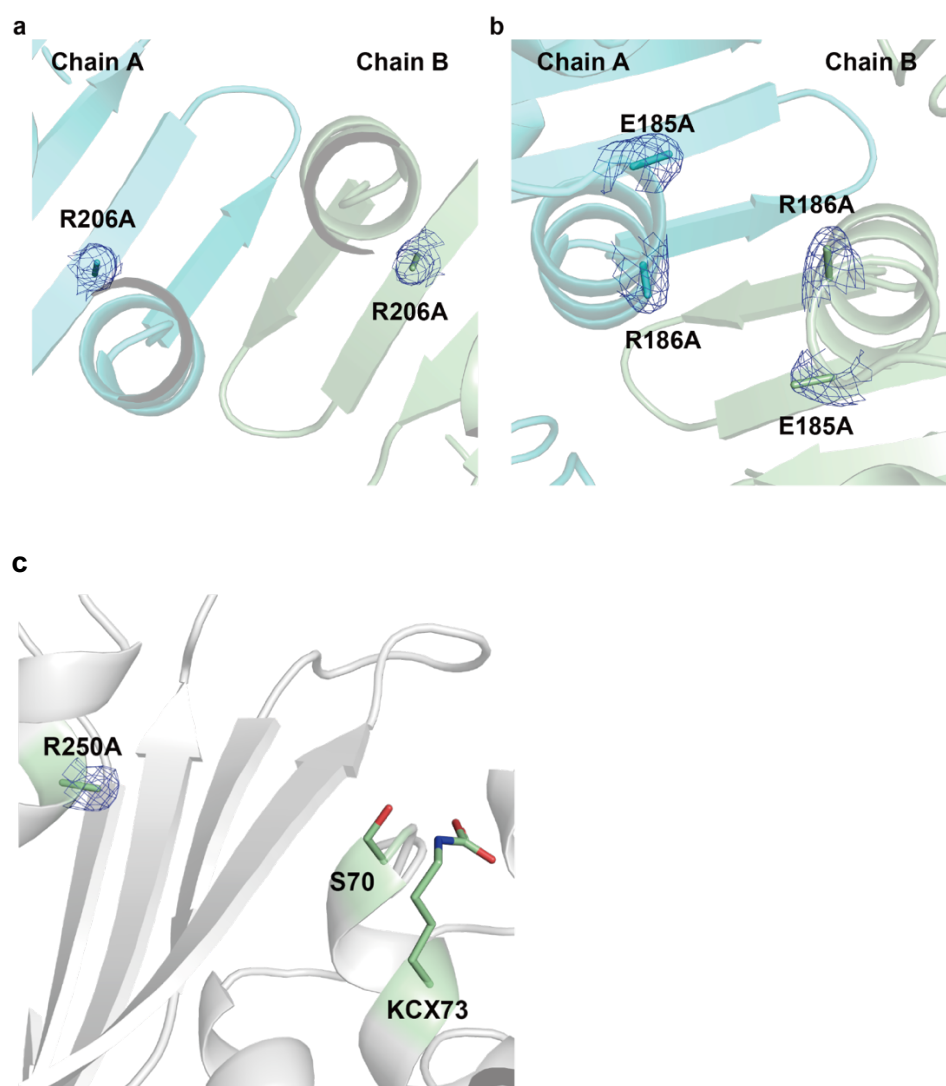 a
Chain A
Chain B
R206A
R206A
b
Chain A
Chain B
E185A
R186A
R186A
E185A
c
R250A
S70
KCX73